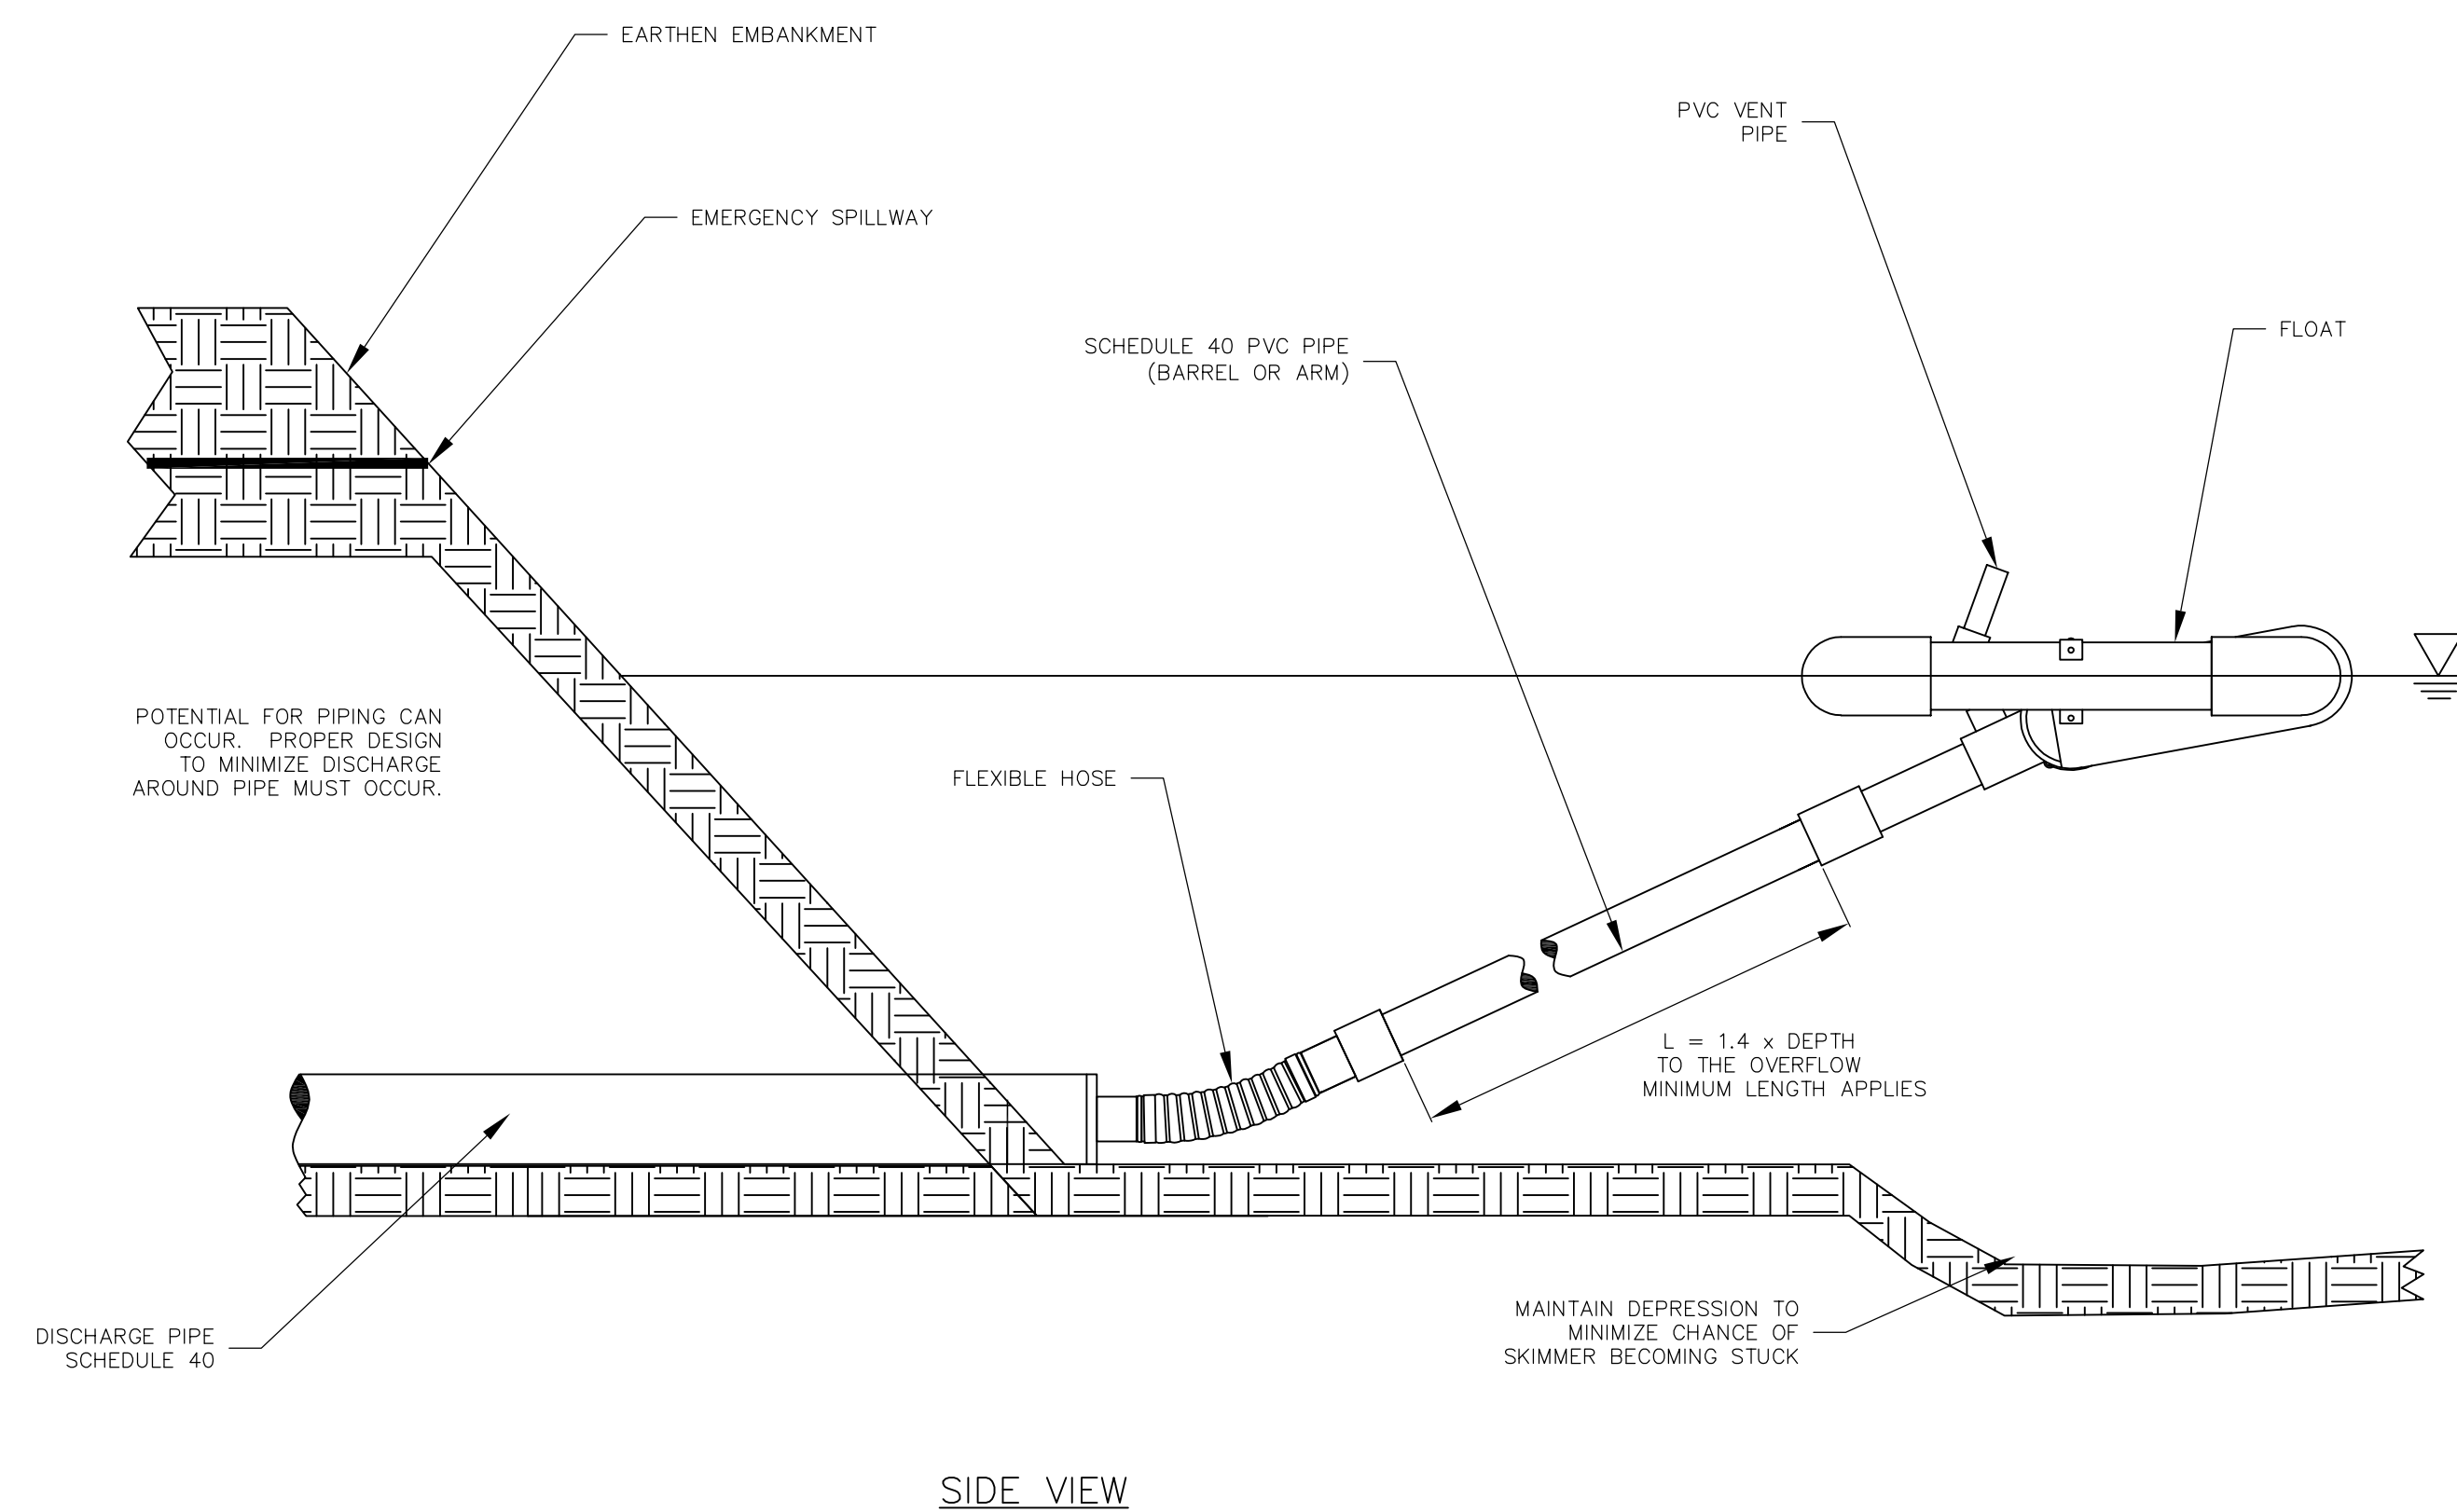 EARTHEN EMBANKMENT
PVC VENT
PIPE
EMERGENCY SPILLWAY
SCHEDULE 40 PVC PIPE
(BARREL OR ARM)
FLOAT
POTENTIAL FOR PIPING CAN
OCCUR. PROPER DESIGN
TO MINIMIZE DISCHARGE
AROUND PIPE MUST OCCUR.
FLEXIBLE HOSE
L = 1.4 x DEPTH
TO THE OVERFLOW
MINIMUM LENGTH APPLIES
DISCHARGE PIPE
SCHEDULE 40
MAINTAIN DEPRESSION TO
MINIMIZE CHANCE OF
SKIMMER BECOMING STUCK
SIDE VIEW